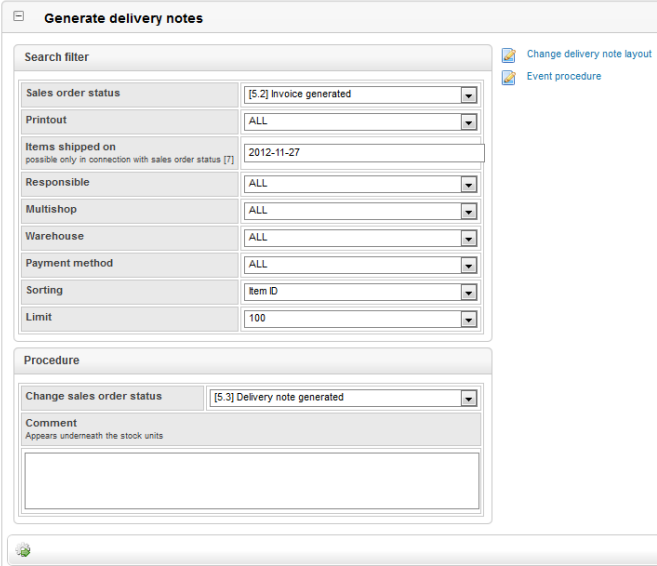 Generate delivery notes
Search filter
Change delivery note layout
Event procedure
Sales order status
[5.2] Invoice generated
Printout
ALL
Items shipped on
possible only in connection with sales order status [7]
2012-11-27
Responsible
ALL
Multishop
ALL
Warehouse
ALL
Payment method
ALL
Sorting
Item ID
Limit
100
Procedure
Change sales order status
[5.3] Delivery note generated
Comment
Appears underneath the stock units